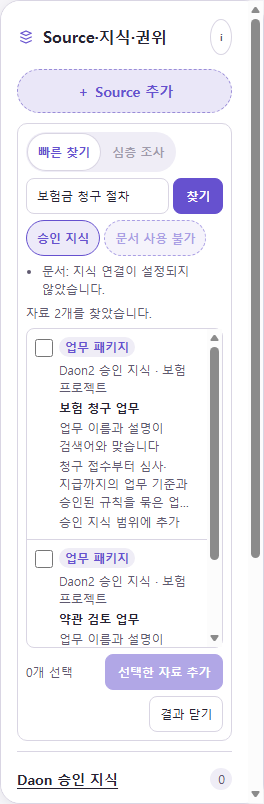 Source·지식·권위
i
+ Source 추가
빠른 찾기
심층 조사
보험금 청구 절차
찾기
승인 지식
문서 사용 불가
• 문서: 지식 연결이 설정되지
않았습니다.
자료 2개를 찾았습니다.
업무 패키지
Daon2 승인 지식 · 보험
프로젝트
보험 청구 업무
업무 이름과 설명이
검색어와 맞습니다
청구 접수부터 심사·
지급까지의 업무 기준과
승인된 규칙을 묶은 업...
승인 지식 범위에 추가
업무 패키지
Daon2 승인 지식 · 보험
프로젝트
약관 검토 업무
업무 이름과 설명이
0개 선택
선택한 자료 추가
결과 닫기
Daon 승인 지식
0